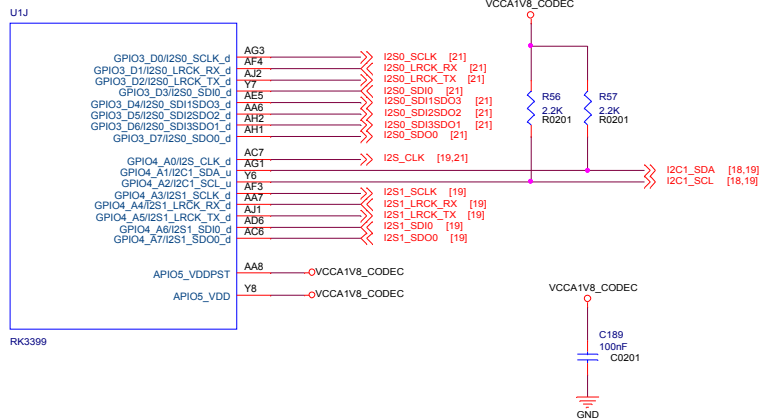 VCCA1V8_CODEC
U1J
GPIO3_D0/I2S0_SCLK_d AG3 I2S0_SCLK [21]
GPIO3_D1/I2S0_LRCK_RX_d AF4 I2S0_LRCK_RX [21]
GPIO3_D2/I2S0_LRCK_TX_d AJ2 I2S0_LRCK_TX [21]
GPIO3_D3/I2S0_SDI0_d Y7 I2S0_SDI0 [21]
GPIO3_D4/I2S0_SDI1SDO3_d AE5 I2S0_SDI1SDO3 [21]
GPIO3_D5/I2S0_SDI2SDO2_d AA6 I2S0_SDI2SDO2 [21]
GPIO3_D6/I2S0_SDI3SDO1_d AH2 I2S0_SDI3SDO1 [21]
GPIO3_D7/I2S0_SDO0_d AH1 I2S0_SDO0 [21]
R56
2.2K
R0201
R57
2.2K
R0201
GPIO4_A0/I2S_CLK_d AC7 I2S_CLK [19,21]
GPIO4_A1/I2C1_SDA_u AG1 I2C1_SDA [18,19]
GPIO4_A2/I2C1_SCL_u Y6 I2C1_SCL [18,19]
GPIO4_A3/I2S1_SCLK_d AF3 I2S1_SCLK [19]
GPIO4_A4/I2S1_LRCK_RX_d AA7 I2S1_LRCK_RX [19]
GPIO4_A5/I2S1_LRCK_TX_d AJ1 I2S1_LRCK_TX [19]
GPIO4_A6/I2S1_SDI0_d AD6 I2S1_SDI0 [19]
GPIO4_A7/I2S1_SDO0_d AC6 I2S1_SDO0 [19]
APIO5_VDDPST AA8 VCCA1V8_CODEC
APIO5_VDD Y8 VCCA1V8_CODEC
RK3399
VCCA1V8_CODEC
C189
100nF
C0201
GND